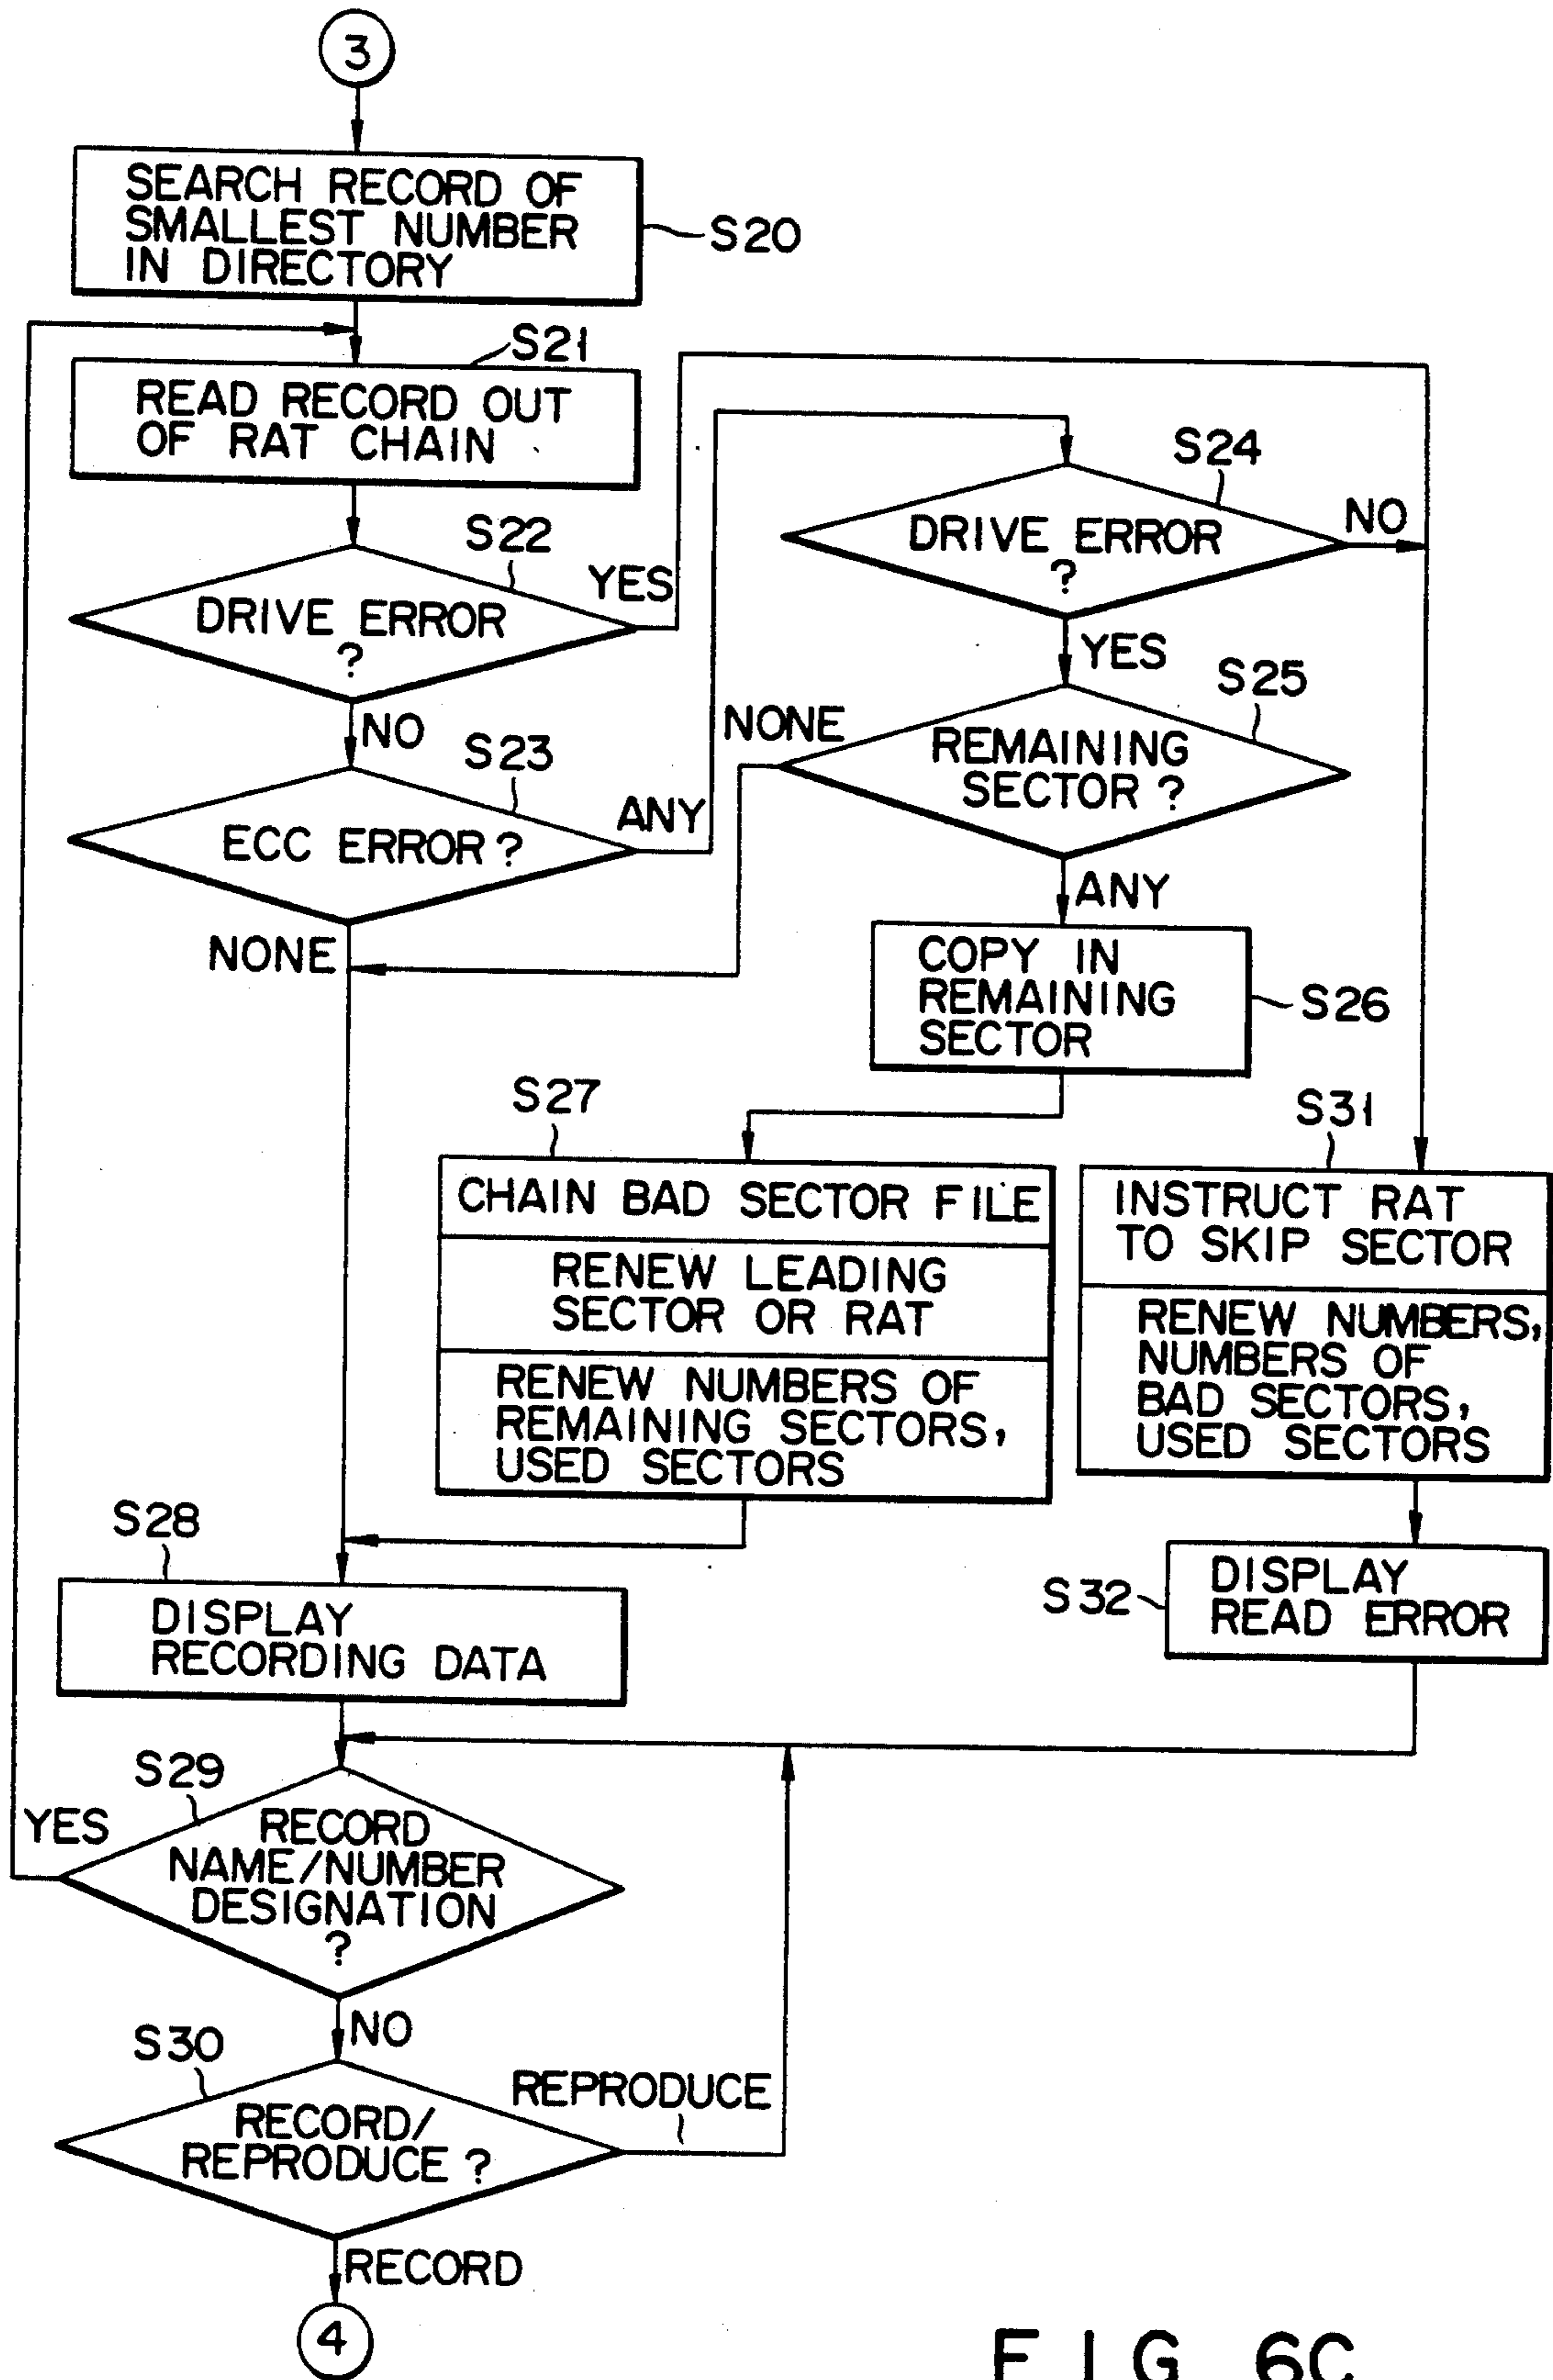 3
SEARCH RECORD OF
SMALLEST NUMBER
IN DIRECTORY
S20
S21
READ RECORD OUT
OF RAT CHAIN
S22
DRIVE ERROR
?
YES
NO
S23
ECC ERROR?
ANY
NONE
S24
DRIVE ERROR
?
NO
YES
S25
REMAINING
SECTOR ?
NONE
ANY
COPY IN
REMAINING
SECTOR
S26
S27
CHAIN BAD SECTOR FILE
RENEW LEADING
SECTOR OR RAT
RENEW NUMBERS OF
REMAINING SECTORS,
USED SECTORS
S31
INSTRUCT RAT
TO SKIP SECTOR
RENEW NUMBERS,
NUMBERS OF
BAD SECTORS,
USED SECTORS
S28
DISPLAY
RECORDING DATA
S32
DISPLAY
READ ERROR
S29
YES
RECORD
NAME/NUMBER
DESIGNATION
?
NO
S30
RECORD/
REPRODUCE ?
REPRODUCE
RECORD
4
FIG. 6C